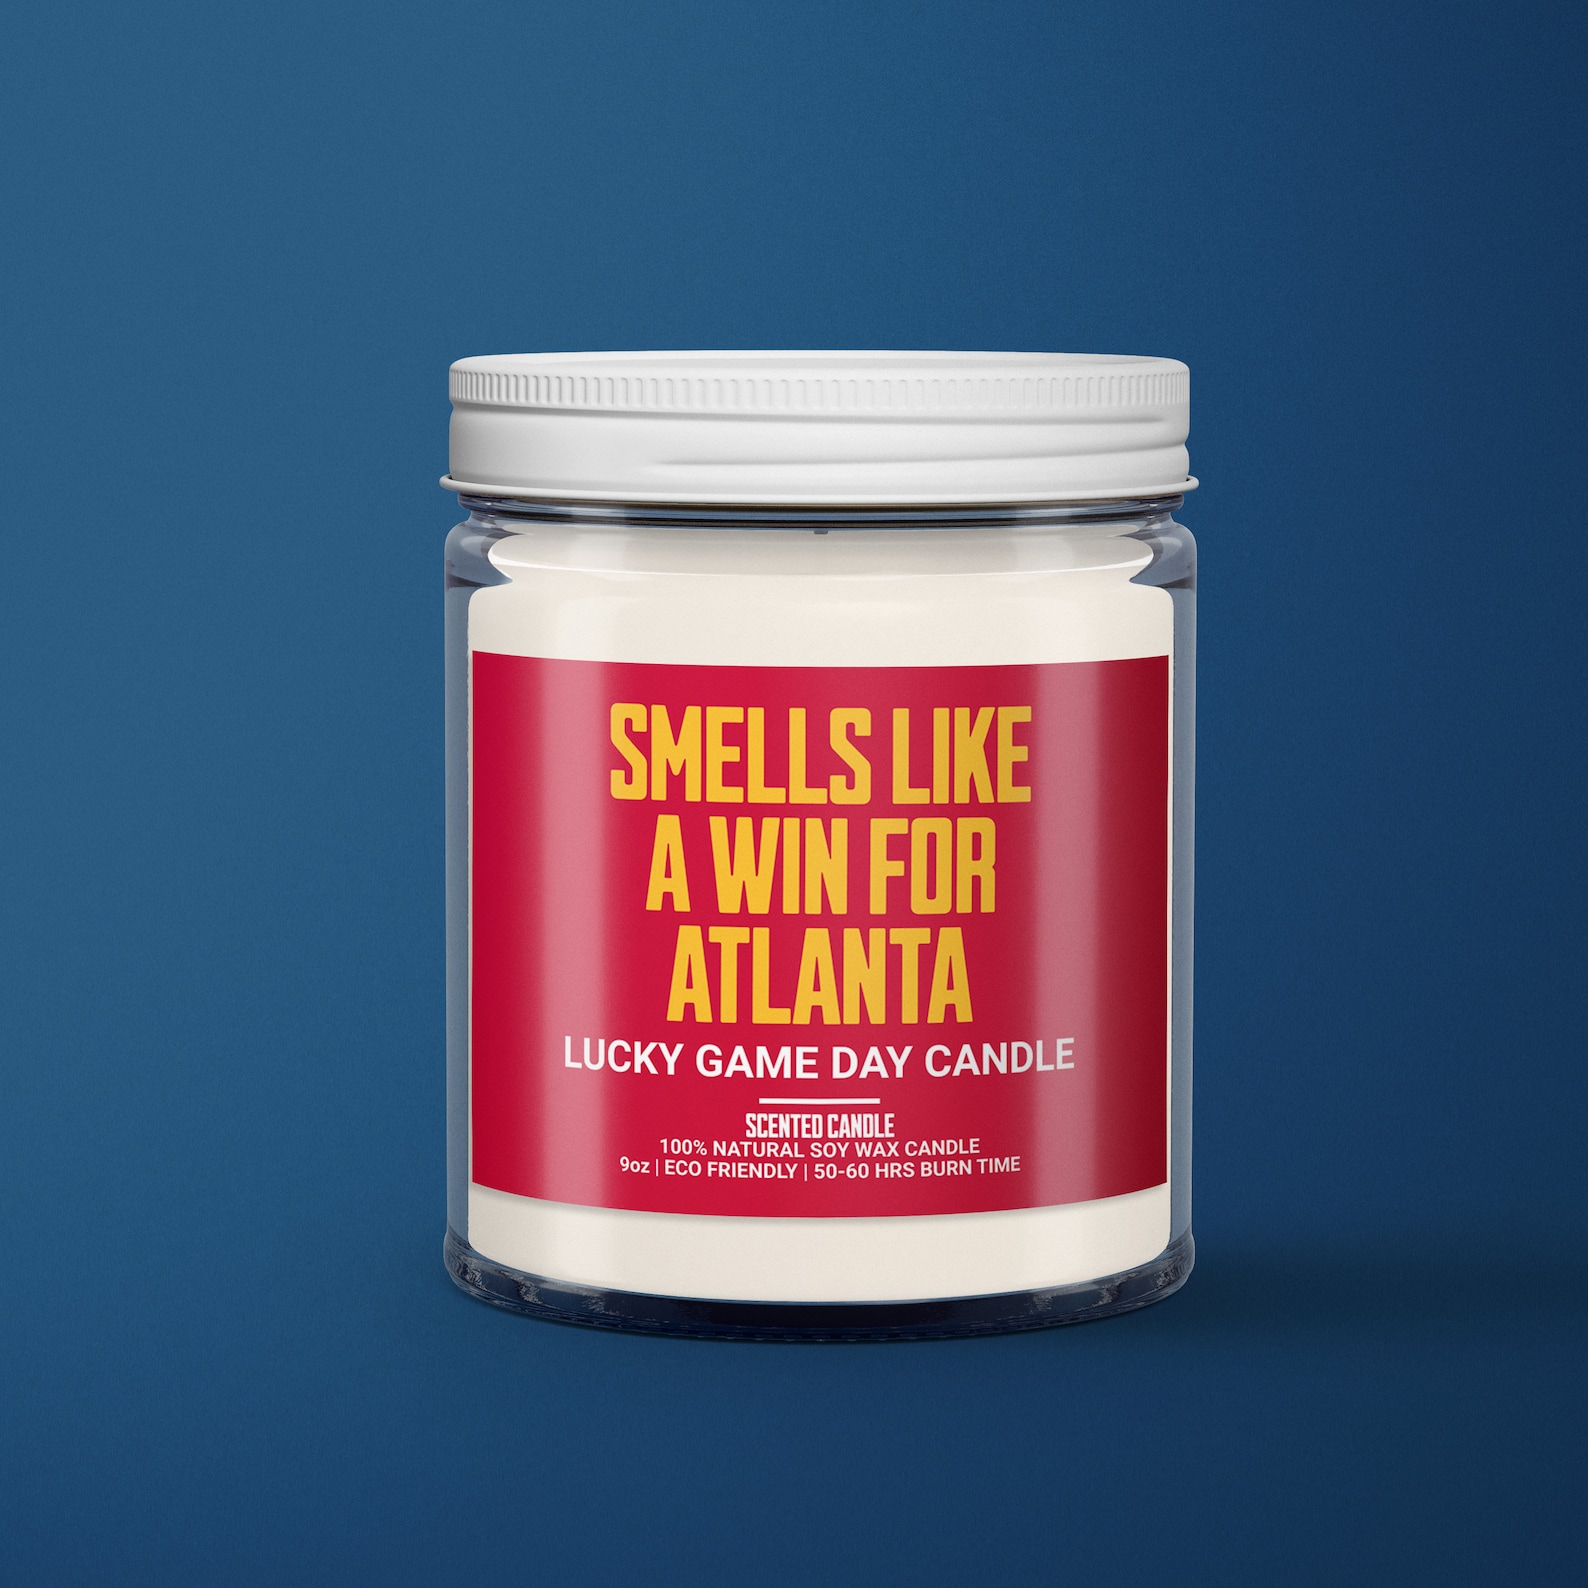 SMELLS LIKE
A WIN FOR
ATLANTA
LUCKY GAME DAY CANDLE
SCENTED CANDLE
100% NATURAL SOY WAX CANDLE
9oz | ECO FRIENDLY | 50-60 HRS BURN TIME